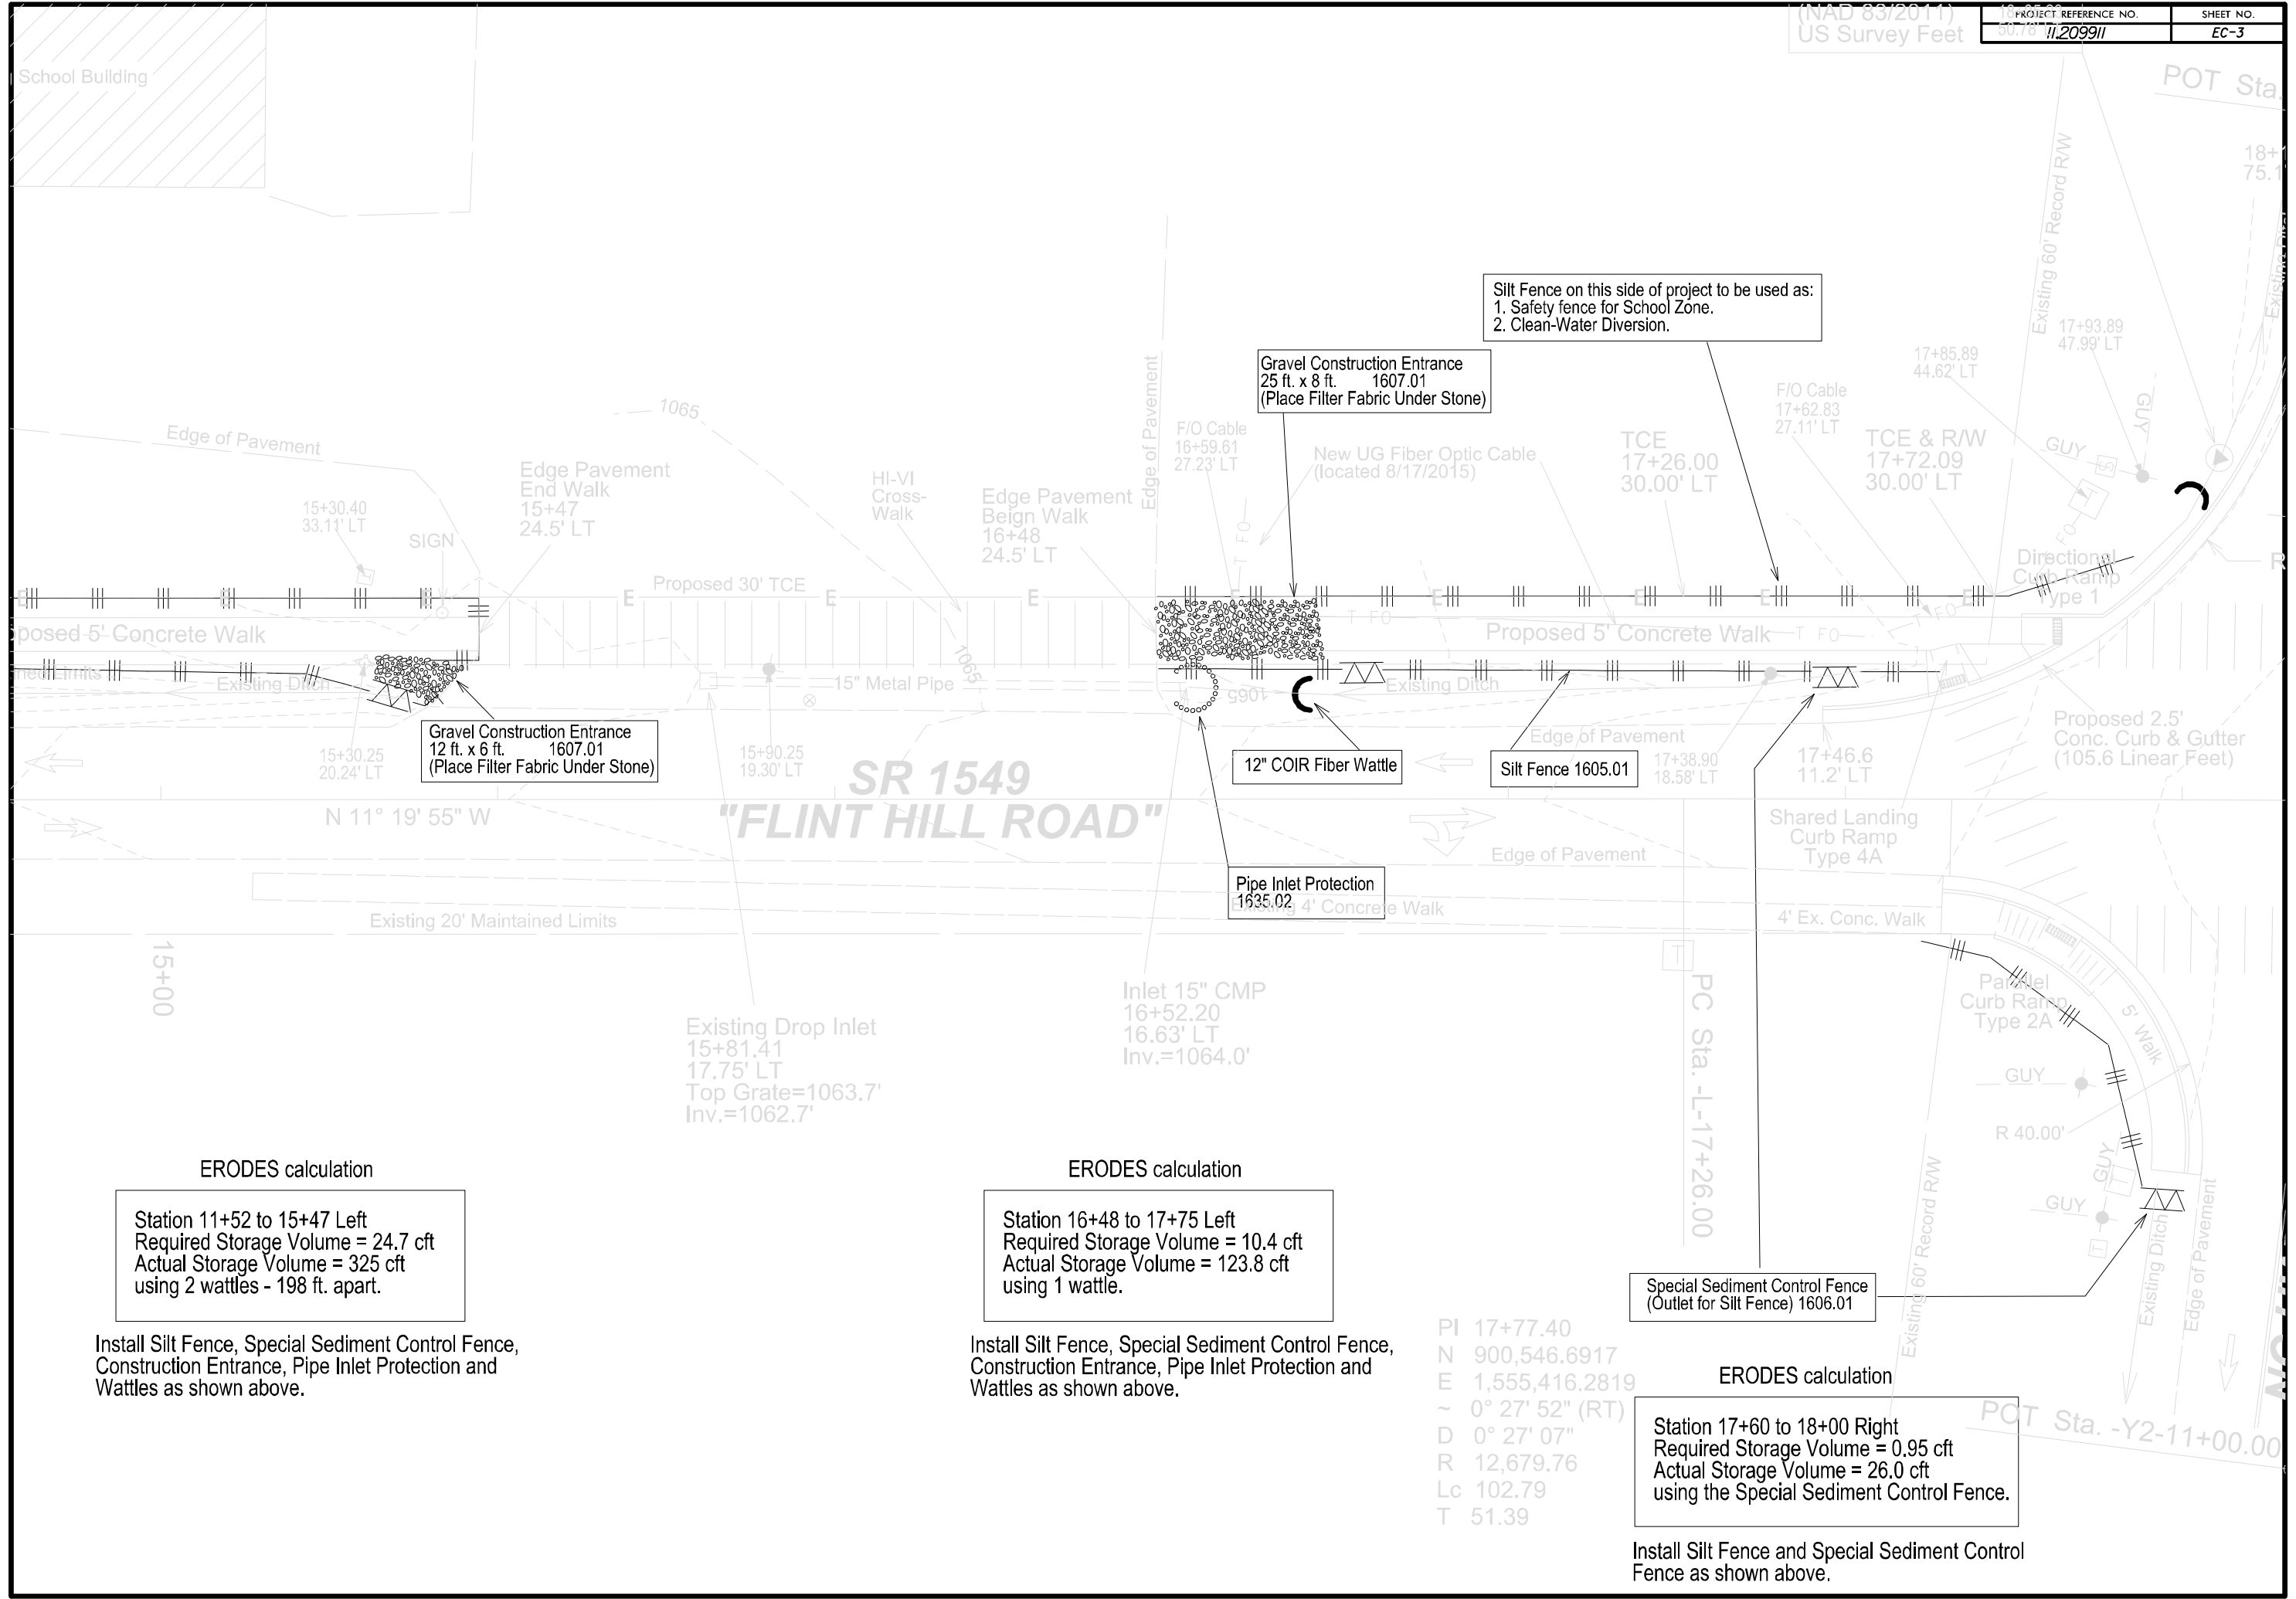 (NAD 83/2011)
US Survey Feet
PROJECT REFERENCE NO.
SHEET NO.
50.78'
11.209911
EC-3
School Building
POT Sta.
18+
75.1
Existing 60' Record R/W
Silt Fence on this side of project to be used as:
1. Safety fence for School Zone.
2. Clean-Water Diversion.
17+93.89
47.99' LT
17+85.89
44.62' LT
Gravel Construction Entrance
25 ft. x 8 ft. 1607.01
(Place Filter Fabric Under Stone)
F/O Cable
17+62.83
27.11' LT
GUY
GUY
S
T
1065
Edge of Pavement
Edge of Pavement
F/O Cable
16+59.61
27.23' LT
New UG Fiber Optic Cable
(located 8/17/2015)
TCE
17+26.00
30.00' LT
TCE & R/W
17+72.09
30.00' LT
Edge Pavement
End Walk
15+47
24.5' LT
HI-VI
Cross-
Walk
Edge Pavement
Beign Walk
16+48
24.5' LT
15+30.40
33.11' LT
SIGN
T FO
FO
Directional
Curb Ramp
Type 1
R
Proposed 30' TCE
E
E
E
E
E
E
E
E
E
E
posed 5' Concrete Walk
T FO
Proposed 5' Concrete Walk
T FO
FO
ned Limits
Existing Ditch
1065
15" Metal Pipe
1065
Existing Ditch
Gravel Construction Entrance
12 ft. x 6 ft. 1607.01
(Place Filter Fabric Under Stone)
15+30.25
20.24' LT
15+90.25
19.30' LT
12" COIR Fiber Wattle
Silt Fence 1605.01
Edge of Pavement
17+38.90
18.58' LT
17+46.6
11.2' LT
Proposed 2.5'
Conc. Curb & Gutter
(105.6 Linear Feet)
SR 1549
"FLINT HILL ROAD"
N 11° 19' 55" W
Shared Landing
Curb Ramp
Type 4A
Edge of Pavement
Pipe Inlet Protection
1635.02
Existing 4' Concrete Walk
4' Ex. Conc. Walk
Existing 20' Maintained Limits
15+00
T
PC Sta. -L-17+26.00
Parallel
Curb Ramp
Type 2A
5' Walk
GUY
R 40.00'
GUY
GUY
T
T
Inlet 15" CMP
16+52.20
16.63' LT
Inv.=1064.0'
Existing Drop Inlet
15+81.41
17.75' LT
Top Grate=1063.7'
Inv.=1062.7'
Existing 60' Record R/W
Existing Ditch
Edge of Pavement
ERODES calculation
Station 11+52 to 15+47 Left
Required Storage Volume = 24.7 cft
Actual Storage Volume = 325 cft
using 2 wattles - 198 ft. apart.
Install Silt Fence, Special Sediment Control Fence,
Construction Entrance, Pipe Inlet Protection and
Wattles as shown above.
ERODES calculation
Station 16+48 to 17+75 Left
Required Storage Volume = 10.4 cft
Actual Storage Volume = 123.8 cft
using 1 wattle.
Install Silt Fence, Special Sediment Control Fence,
Construction Entrance, Pipe Inlet Protection and
Wattles as shown above.
Special Sediment Control Fence
(Outlet for Silt Fence) 1606.01
PI 17+77.40
N 900,546.6917
E 1,555,416.2819
~ 0° 27' 52" (RT)
D 0° 27' 07"
R 12,679.76
Lc 102.79
T 51.39
ERODES calculation
POT Sta. -Y2-11+00.00
Station 17+60 to 18+00 Right
Required Storage Volume = 0.95 cft
Actual Storage Volume = 26.0 cft
using the Special Sediment Control Fence.
Install Silt Fence and Special Sediment Control
Fence as shown above.